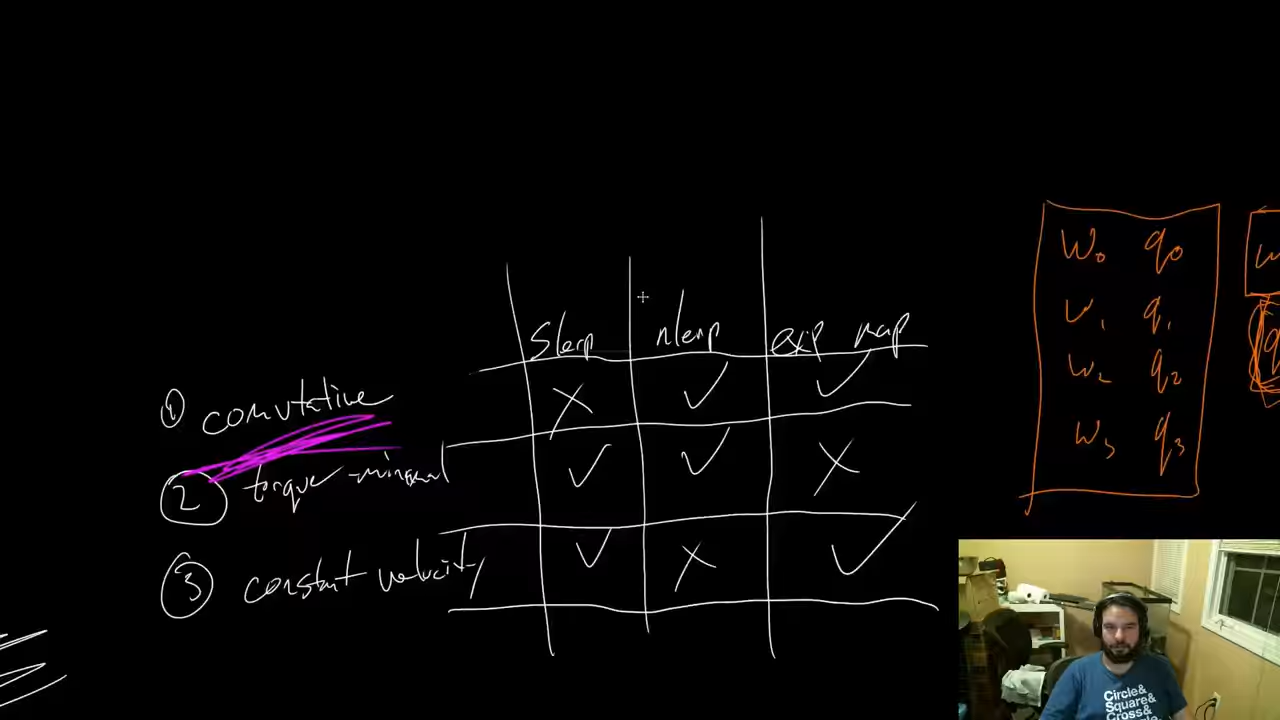 Slerp nlerp exp map
① comutative X ✓ ✓
② torque-minimal ✓ ✓ X
③ constant velocity ✓ X ✓
w₀ q₀
w₁ q₁
w₂ q₂
w₃ q₃
Circle&
Square&
Cross&